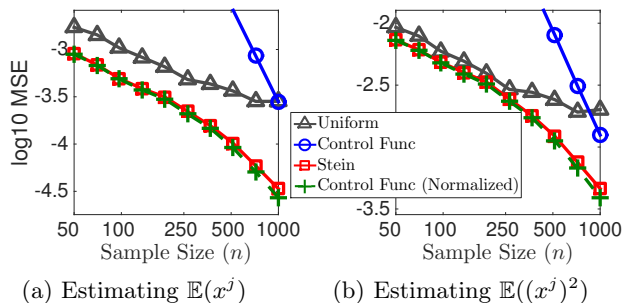 log10 MSE
-3
-3.5
-4
-4.5
50 100 250 500 1000
Sample Size (n)
(a) Estimating 𝔼(x^j)
-2
-2.5
-3.5
50 100 250 500 1000
Sample Size (n)
(b) Estimating 𝔼((x^j)^2)
Uniform
Control Func
Stein
Control Func (Normalized)